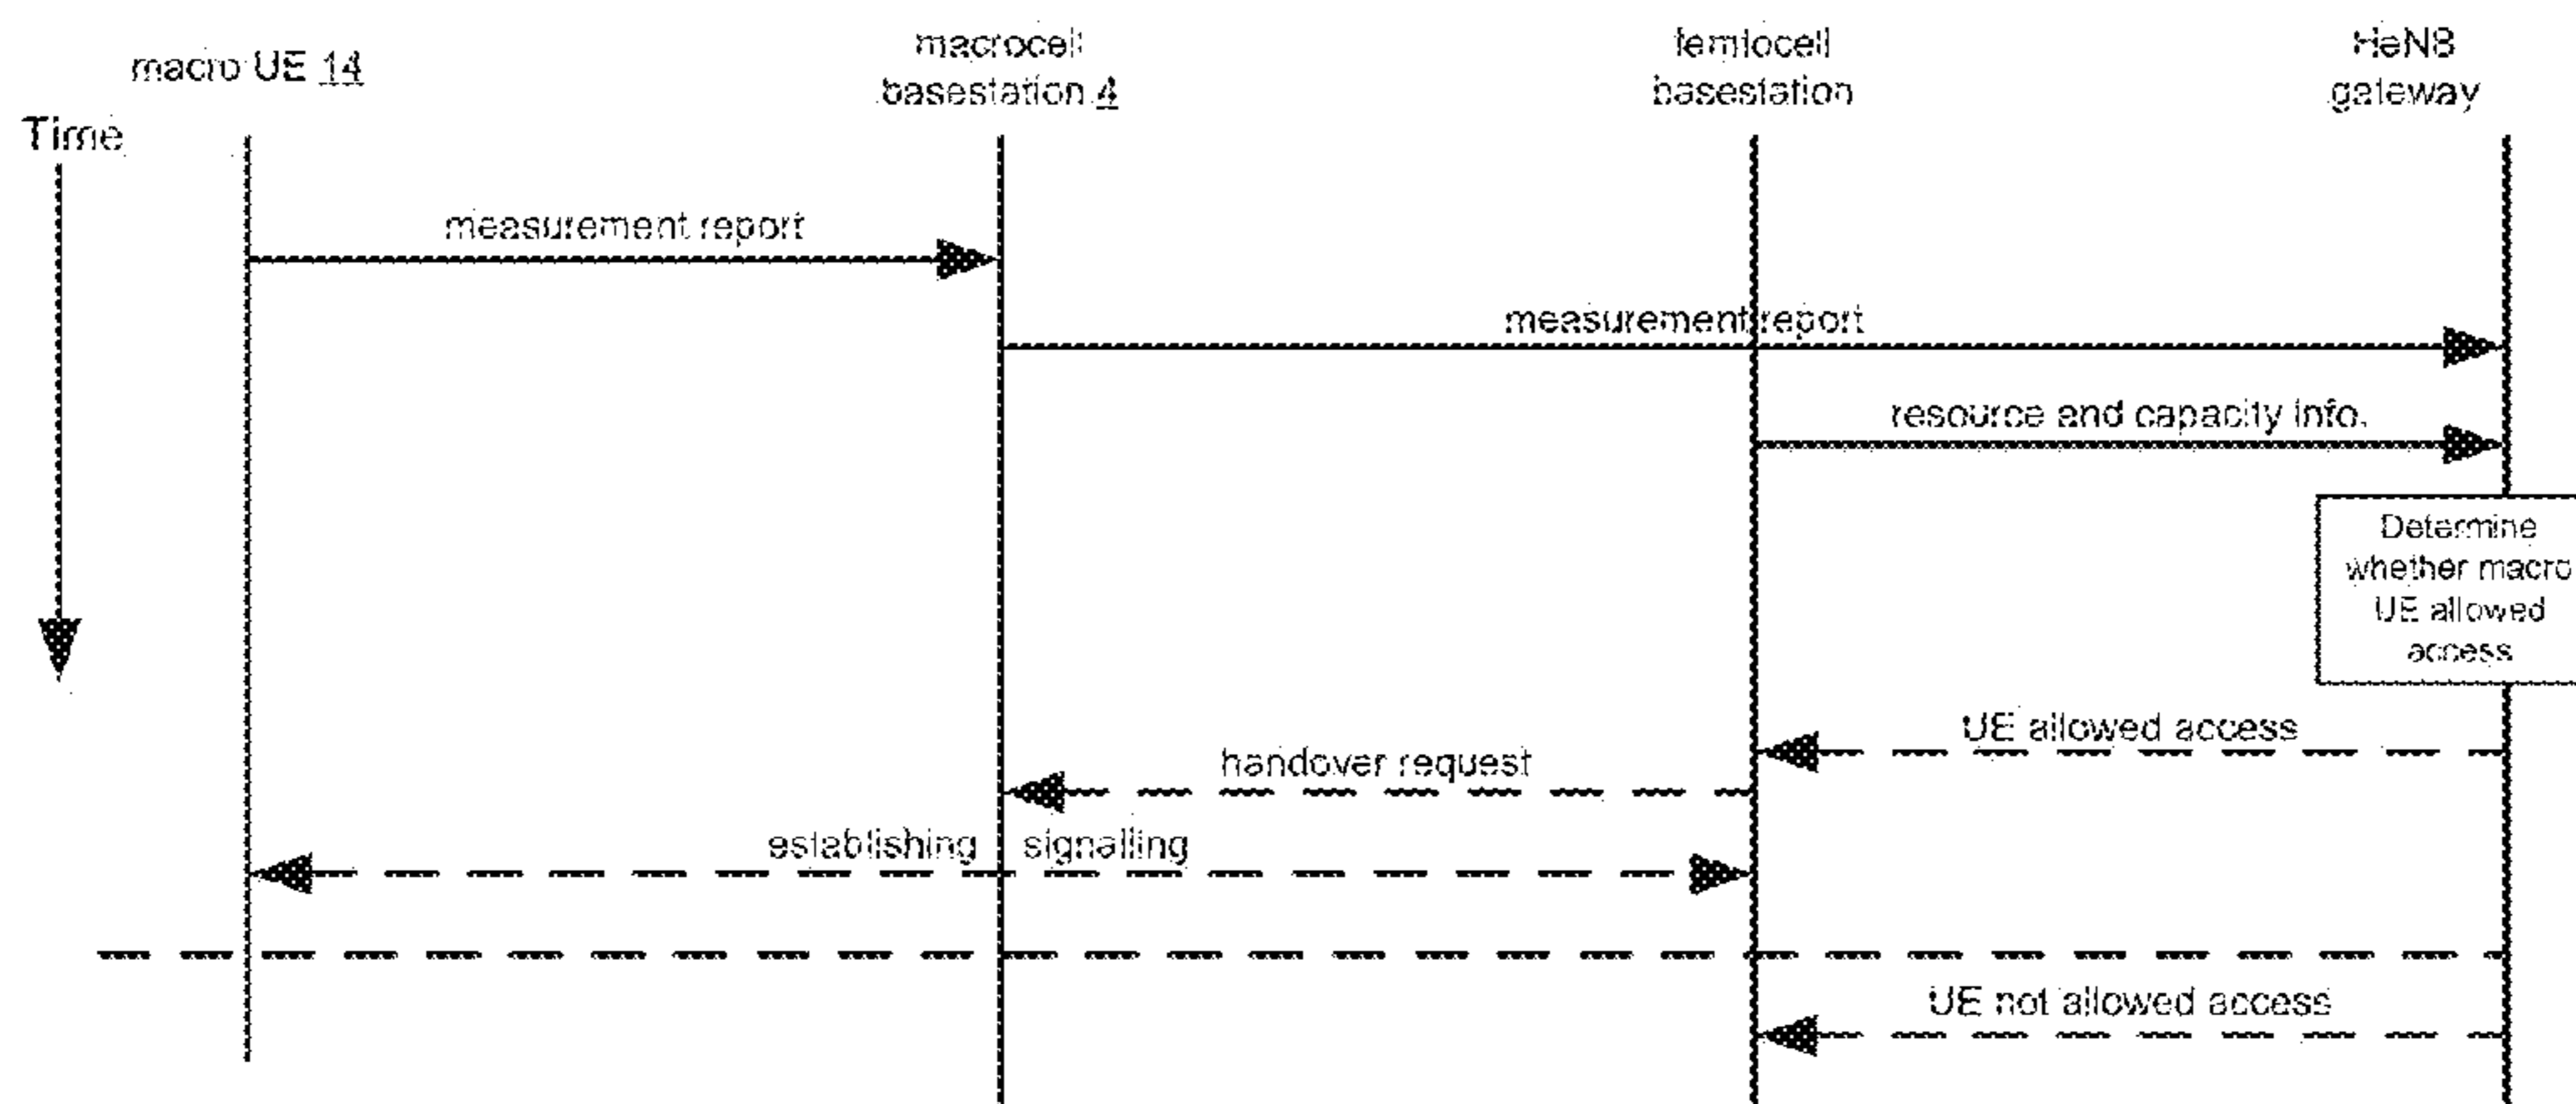 macro UE 14
macrocell
basestation 4
femtocell
basestation
HeNB
gateway
Time
measurement report
measurement report
resource and capacity info.
Determine
whether macro
UE allowed
access
UE allowed access
handover request
establishing signalling
UE not allowed access